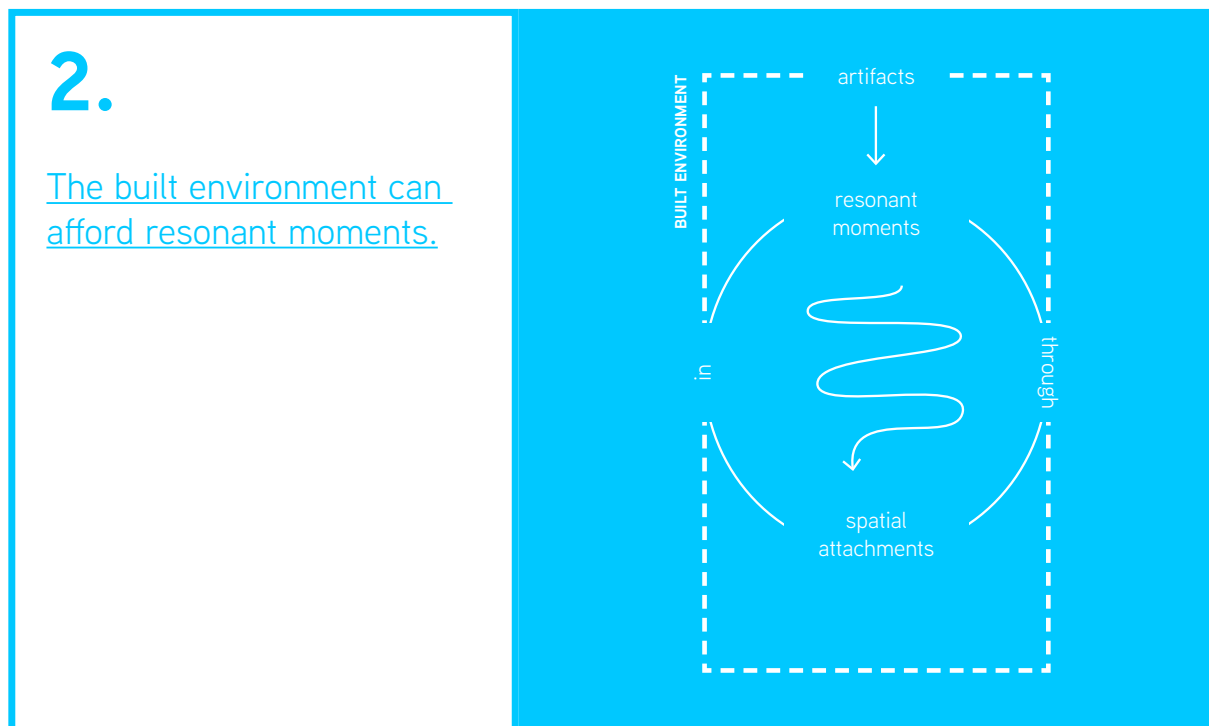 2.
The built environment can
afford resonant moments.
BUILT ENVIRONMENT
artifacts
resonant
moments
in
through
spatial
attachments